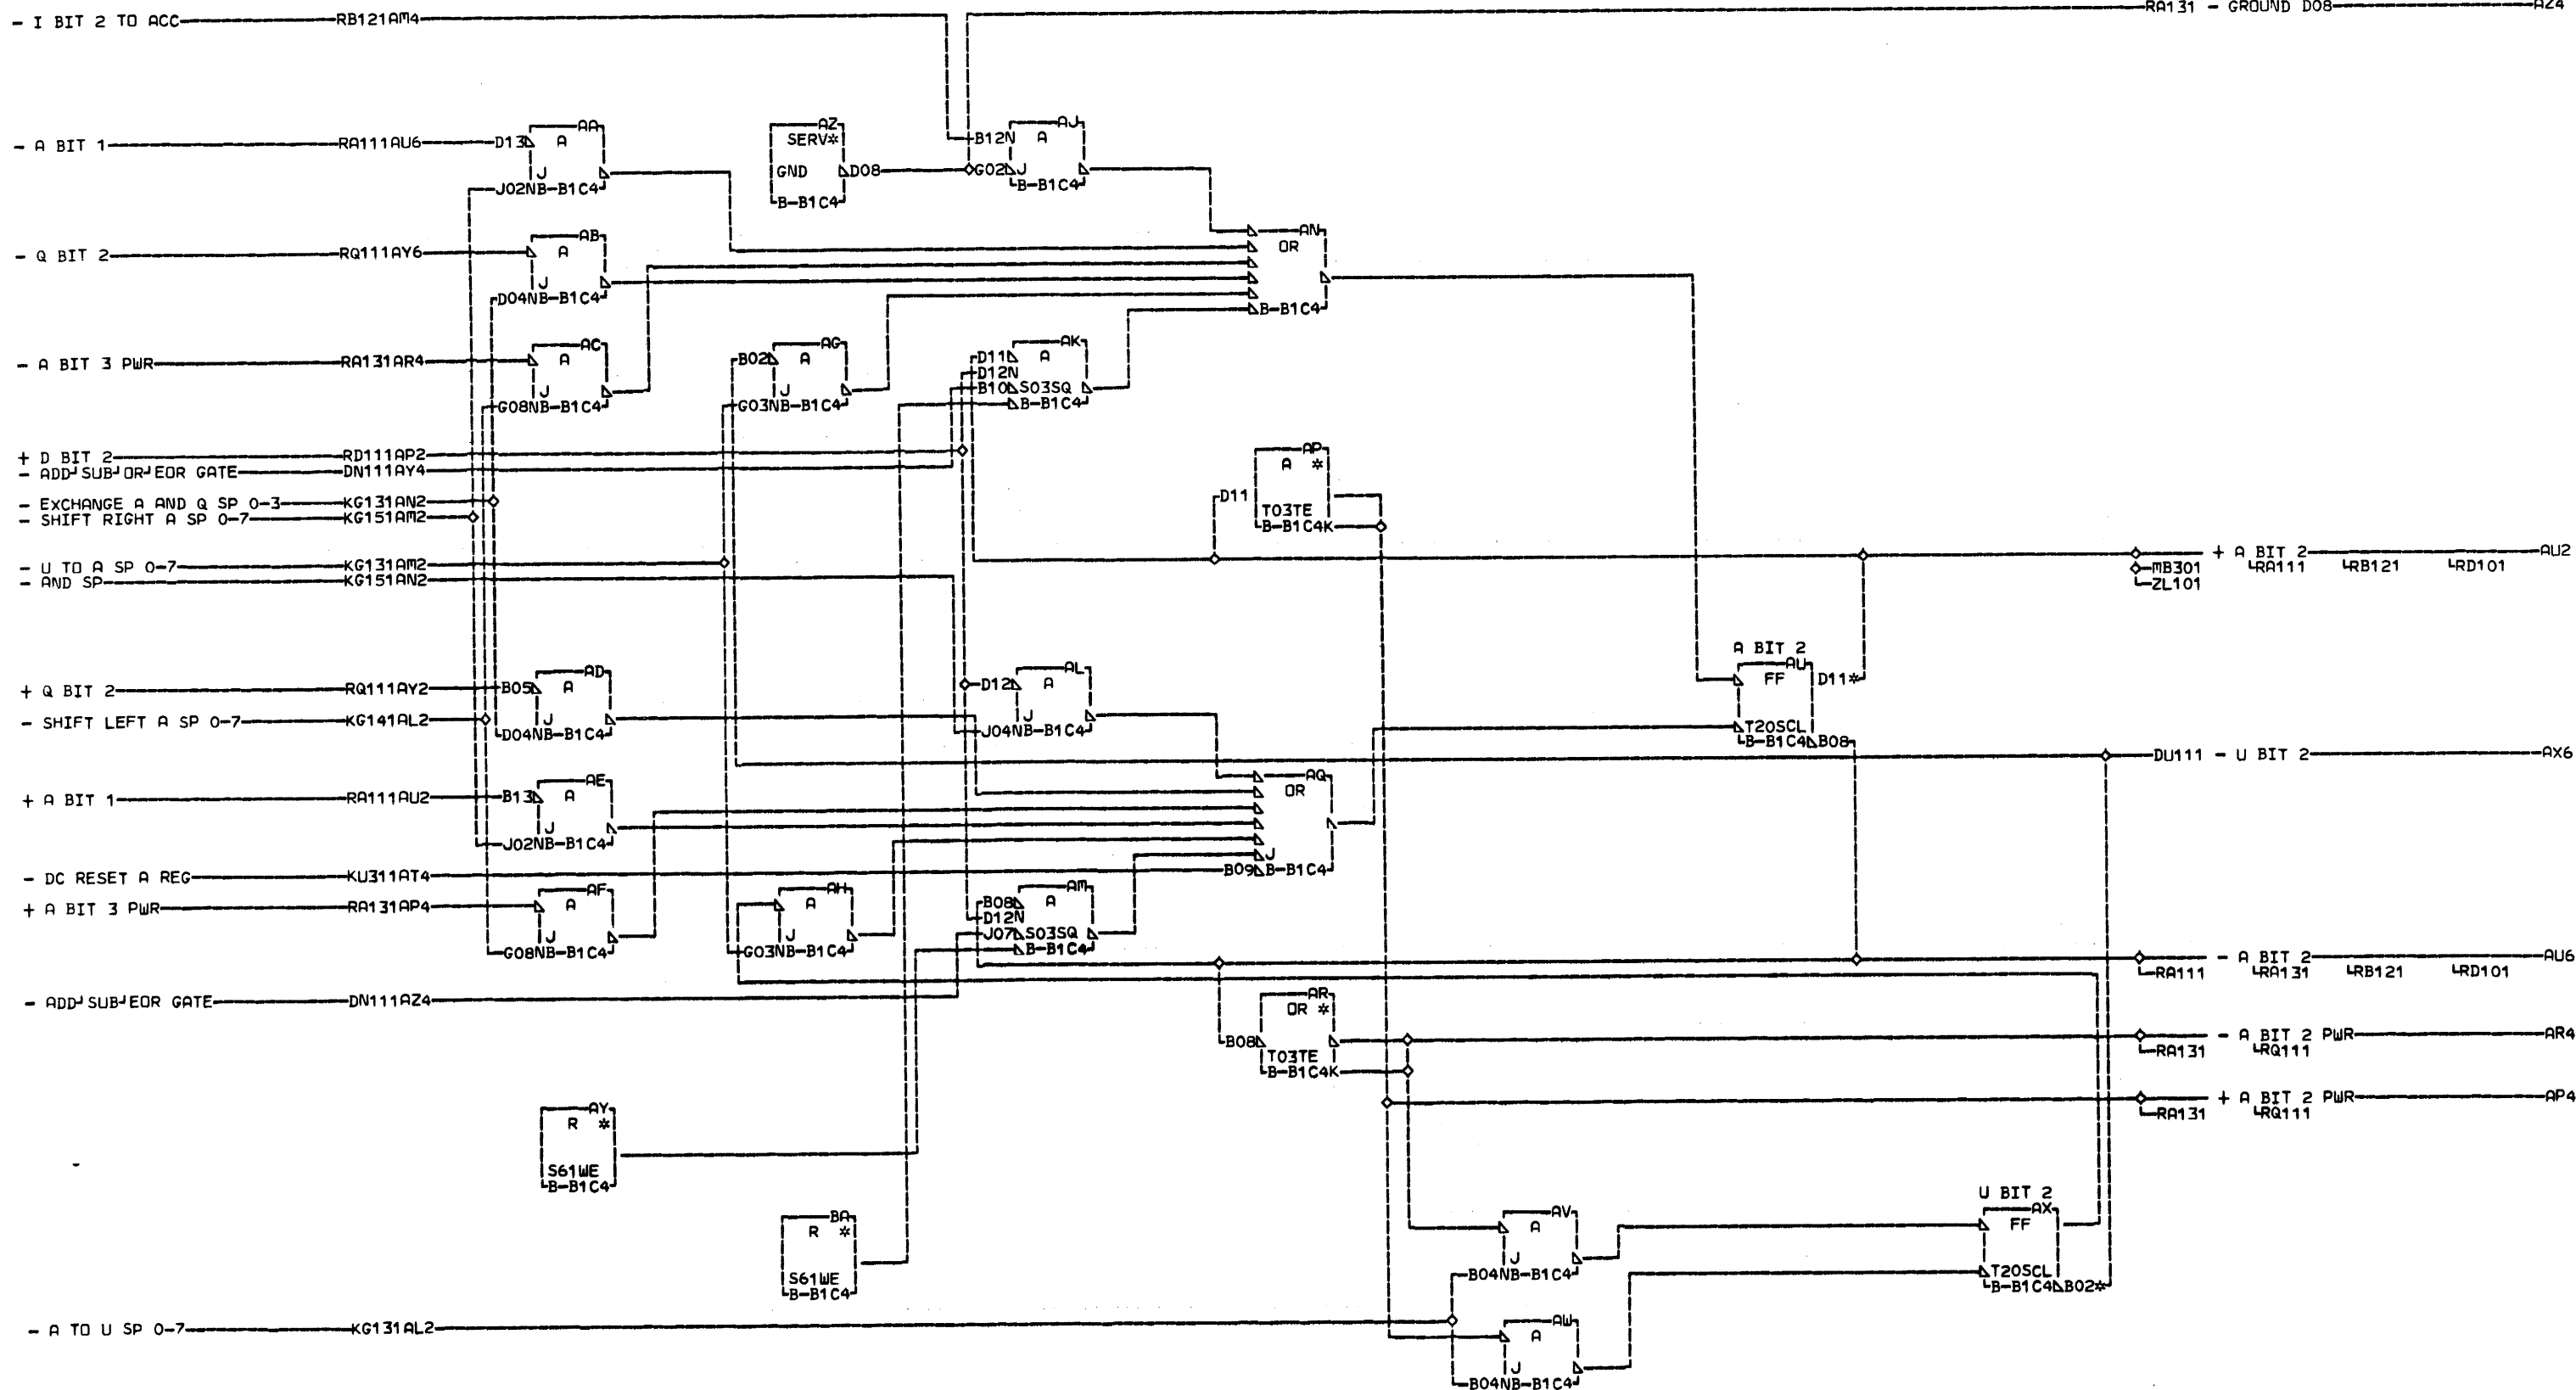 - I BIT 2 TO ACC RB121AM4 RA131 - GROUND D08 AZ4
AA AZ AJ
- A BIT 1 RA111AU6 D13 A SERV* B12N A
J GND D08 G02 J
J02NB-B1C4 B-B1C4 B-B1C4
AB AN
- Q BIT 2 RQ111AY6 A OR
J
D04NB-B1C4 B-B1C4
AC AG AK
- A BIT 3 PWR RA131AR4 A B02 A D11 A
D12N
J J B10 S03SQ
G08NB-B1C4 G03NB-B1C4 B-B1C4
+ D BIT 2 RD111AP2 AP
- ADD┘SUB┘OR┘EOR GATE DN111AY4 A *
- EXCHANGE A AND Q SP 0-3 KG131AN2 D11
- SHIFT RIGHT A SP 0-7 KG151AM2 T03TE
B-B1C4K
+ A BIT 2 AU2
- U TO A SP 0-7 KG131AM2 MB301 RA111 RB121 RD101
- AND SP KG151AN2 ZL101
A BIT 2
AD AL AU
+ Q BIT 2 RQ111AY2 B05 A D12 A FF D11*
- SHIFT LEFT A SP 0-7 KG141AL2 J J T20SCL
D04NB-B1C4 J04NB-B1C4 B-B1C4 B08
DU111 - U BIT 2 AX6
AE AQ
+ A BIT 1 RA111AU2 B13 A OR
J
J02NB-B1C4 J
- DC RESET A REG KU311AT4 B09 B-B1C4
AF AH AM
+ A BIT 3 PWR RA131AP4 A A B08 A
D12N
J J J07 S03SQ
G08NB-B1C4 G03NB-B1C4 B-B1C4
- A BIT 2 AU6
RA111 RA131 RB121 RD101
- ADD┘SUB┘EOR GATE DN111AZ4 AR
OR *
B08 - A BIT 2 PWR AR4
T03TE RA131 RQ111
B-B1C4K
+ A BIT 2 PWR AP4
AY RA131 RQ111
R *
S61WE
B-B1C4
U BIT 2
BA AV AX
R * A FF
S61WE J T20SCL
B-B1C4 B04NB-B1C4 B-B1C4 B02*
- A TO U SP 0-7 KG131AL2 AW
A
J
B04NB-B1C4